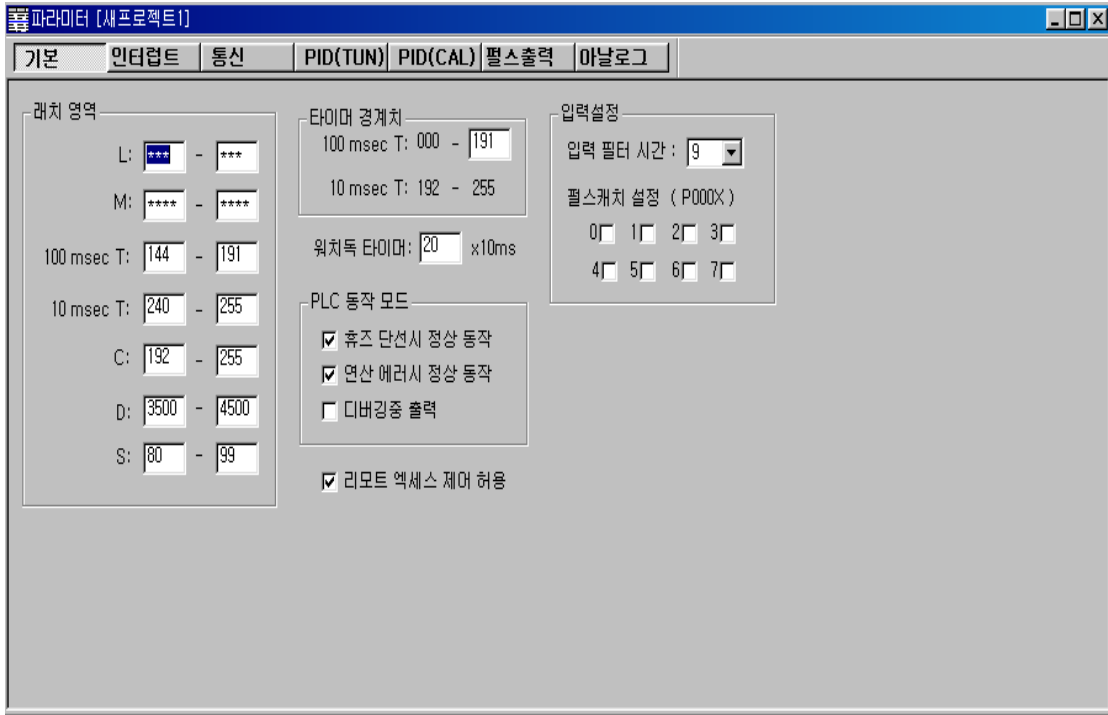 파라미터 [새프로젝트1]
기본 인터럽트 통신 PID(TUN) PID(CAL) 펄스출력 아날로그
래치 영역
L: *** - ***
M: **** - ****
100 msec T: 144 - 191
10 msec T: 240 - 255
C: 192 - 255
D: 3500 - 4500
S: 80 - 99
타이머 경계치
100 msec T: 000 - 191
10 msec T: 192 - 255
워치독 타이머: 20 x10ms
PLC 동작 모드
휴즈 단선시 정상 동작
연산 에러시 정상 동작
디버깅중 출력
리모트 엑세스 제어 허용
입력설정
입력 필터 시간 : 9
펄스캐치 설정 ( P000X )
0 1 2 3
4 5 6 7